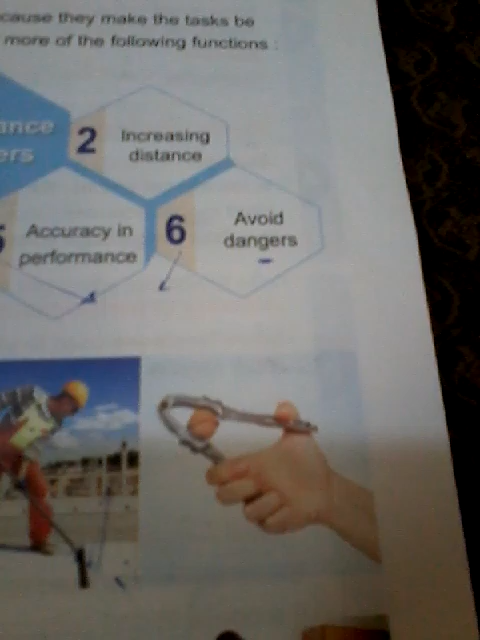 cause they make the tasks be
more of the following functions :
ance
ers
2 Increasing
distance
5 Accuracy in
performance
6 Avoid
dangers